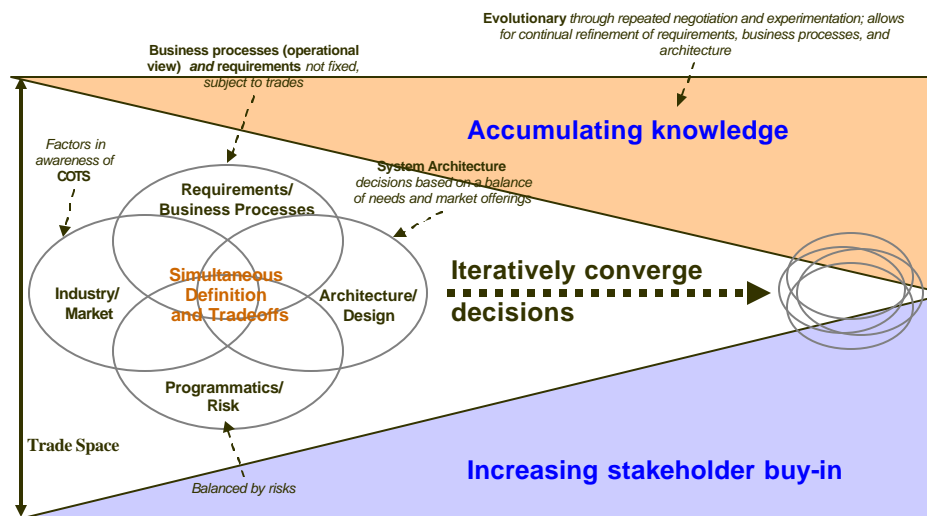 Evolutionary through repeated negotiation and experimentation; allows
for continual refinement of requirements, business processes, and
architecture
Business processes (operational
view) and requirements not fixed,
subject to trades
Accumulating knowledge
Factors in
awareness of
COTS
System Architecture
decisions based on a balance
of needs and market offerings
Requirements/
Business Processes
Simultaneous
Definition
and Tradeoffs
Industry/
Market
Architecture/
Design
Iteratively converge
decisions
Programmatics/
Risk
Trade Space
Increasing stakeholder buy-in
Balanced by risks